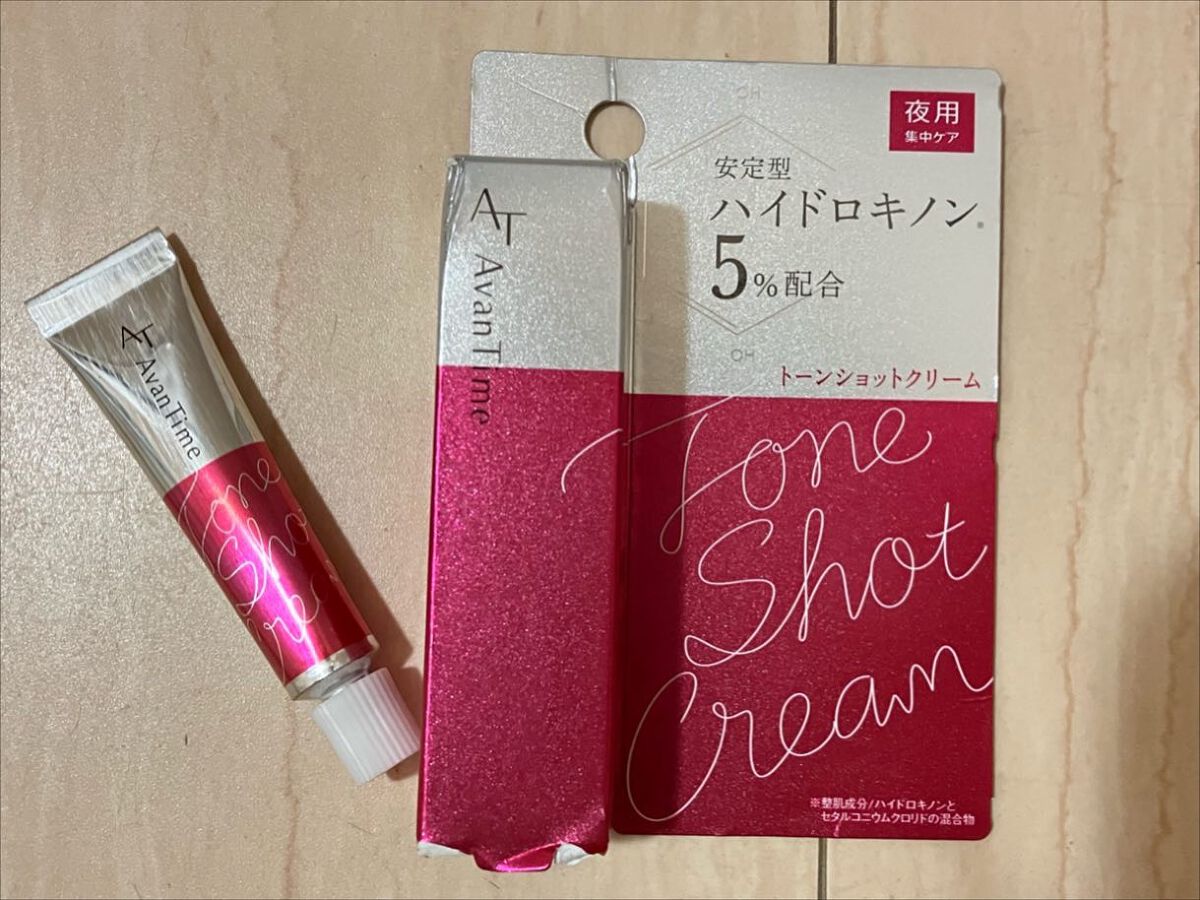 AT
AvanTime
Tone
Shot
Cre
AT
AvanTime
OH
夜用
集中ケア
安定型
ハイドロキノン※
5%配合
OH
トーンショットクリーム
Tone
Shot
Cream
※整肌成分/ハイドロキノンと
セタルコニウムクロリドの混合物